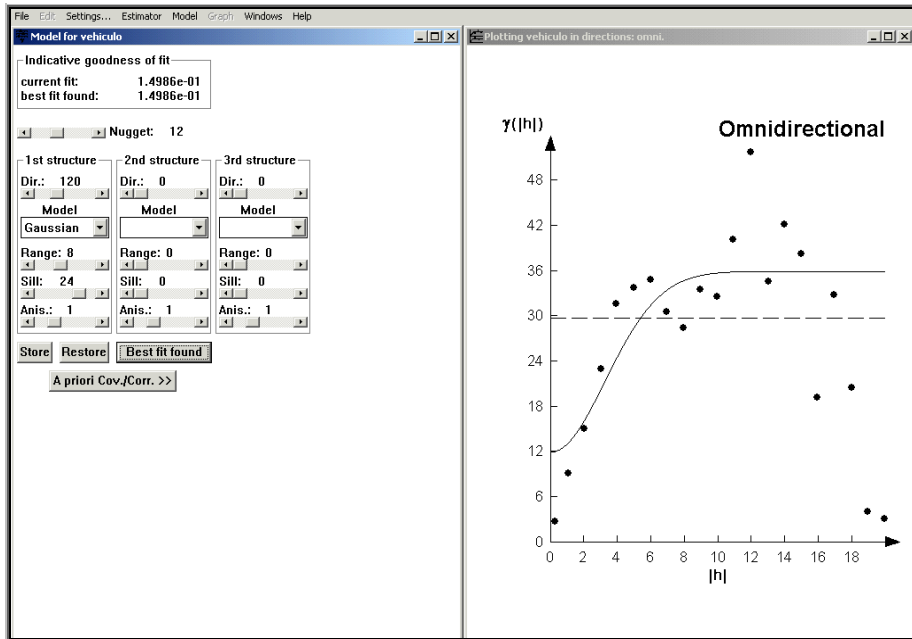 File Edit Settings... Estimator Model Graph Windows Help
Model for vehiculo
Indicative goodness of fit
current fit: 1.4986e-01
best fit found: 1.4986e-01
Nugget: 12
1st structure 2nd structure 3rd structure
Dir.: 120 Dir.: 0 Dir.: 0
Model Model Model
Gaussian
Range: 8 Range: 0 Range: 0
Sill: 24 Sill: 0 Sill: 0
Anis.: 1 Anis.: 1 Anis.: 1
Store Restore Best fit found
A priori Cov./Corr. >>
Plotting vehiculo in directions: omni.
γ(|h|)
Omnidirectional
48
42
36
30
24
18
12
6
0
0 2 4 6 8 10 12 14 16 18
|h|